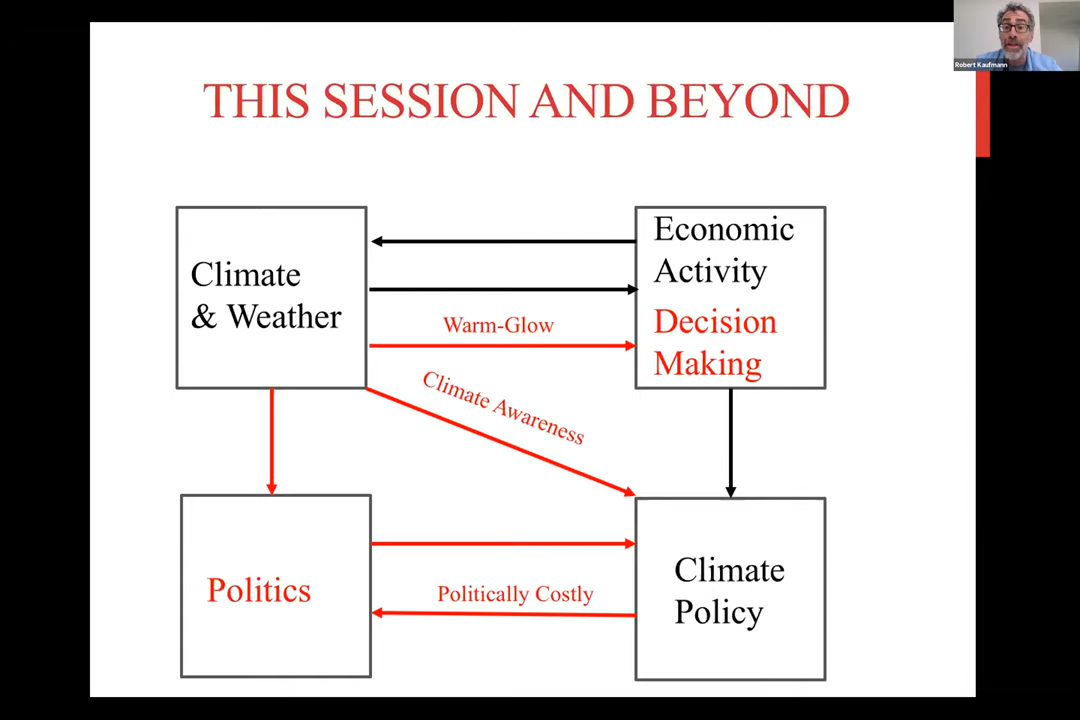 Robert Kaufmann
THIS SESSION AND BEYOND
Climate
& Weather
Economic
Activity
Decision
Making
Warm-Glow
Climate Awareness
Politics
Politically Costly
Climate
Policy